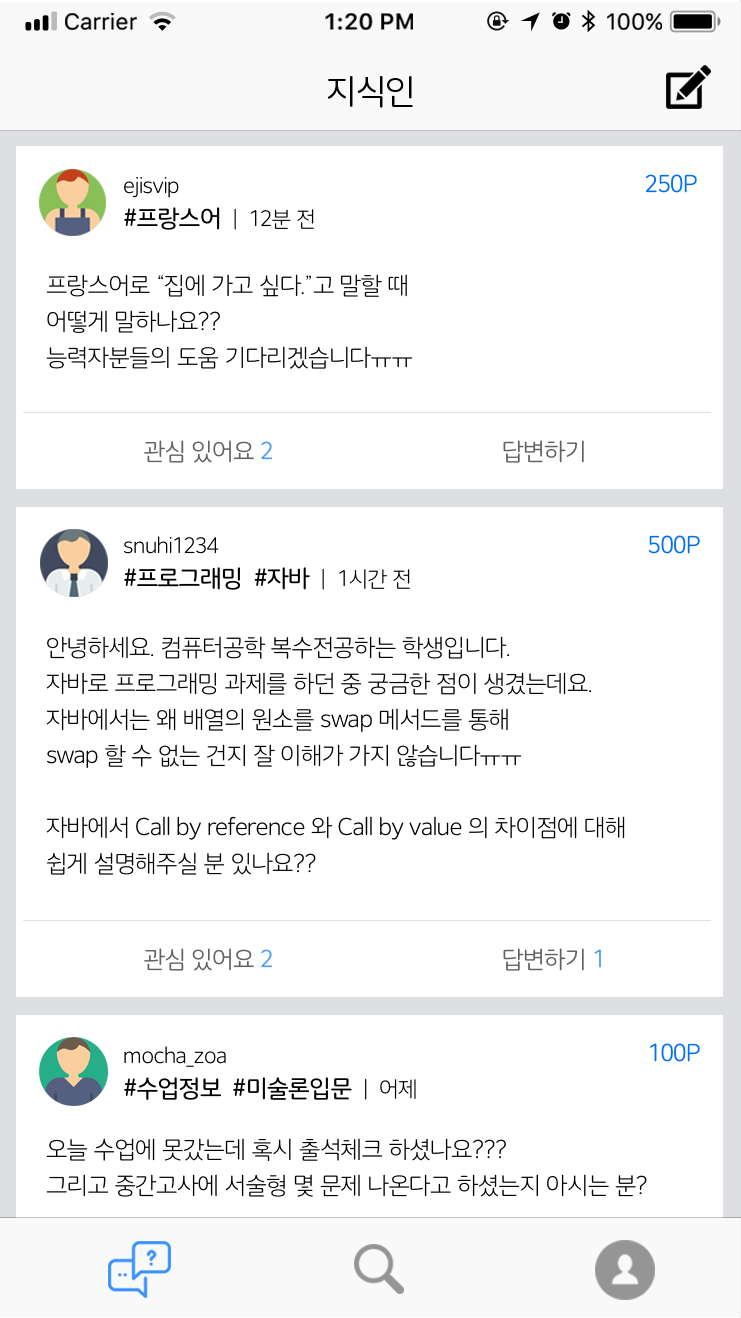 Carrier 1:20 PM 100%
지식인
ejisvip 250P
#프랑스어 | 12분 전
프랑스어로 “집에 가고 싶다.”고 말할 때
어떻게 말하나요??
능력자분들의 도움 기다리겠습니다ㅠㅠ
관심 있어요 2 답변하기
snuhi1234 500P
#프로그래밍 #자바 | 1시간 전
안녕하세요. 컴퓨터공학 복수전공하는 학생입니다.
자바로 프로그래밍 과제를 하던 중 궁금한 점이 생겼는데요.
자바에서는 왜 배열의 원소를 swap 메서드를 통해
swap 할 수 없는 건지 잘 이해가 가지 않습니다ㅠㅠ
자바에서 Call by reference 와 Call by value 의 차이점에 대해
쉽게 설명해주실 분 있나요??
관심 있어요 2 답변하기 1
mocha_zoa 100P
#수업정보 #미술론입문 | 어제
오늘 수업에 못갔는데 혹시 출석체크 하셨나요???
그리고 중간고사에 서술형 몇 문제 나온다고 하셨는지 아시는 분?
?